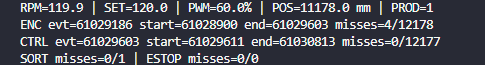 RPM=119.9 | SET=120.0 | PWM=60.0% | POS=11178.0 mm | PROD=1
ENC evt=61029186 start=61028900 end=61029603 misses=4/12178
CTRL evt=61029603 start=61029611 end=61030813 misses=0/12177
SORT misses=0/1 | ESTOP misses=0/0